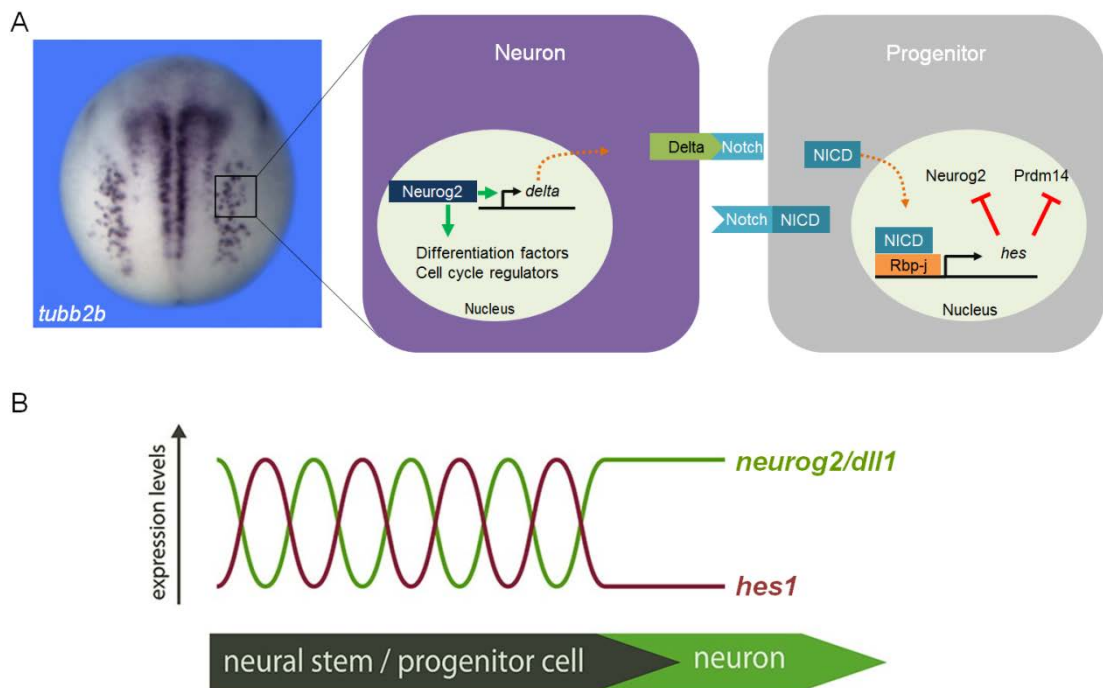 A
Neuron
Progenitor
Delta
Notch
NICD
Neurog2
delta
Neurog2
Prdm14
Notch
NICD
Differentiation factors
Cell cycle regulators
NICD
Rbp-j
hes
Nucleus
Nucleus
tubb2b
B
expression levels
neurog2/dll1
hes1
neural stem / progenitor cell
neuron